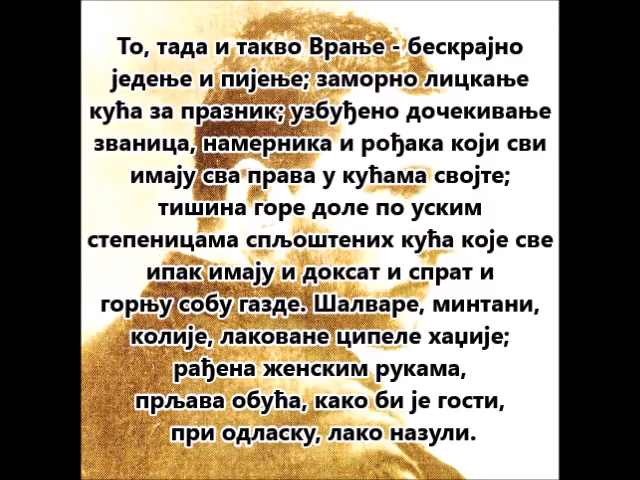 То, тада и такво Врање - бескрајно
једење и пијење; заморно лицкање
кућа за празник; узбуђено дочекивање
званица, намерника и рођака који сви
имају сва права у кућама својте;
тишина горе доле по уским
степеницама спљоштених кућа које све
ипак имају и доксат и спрат и
горњу собу газде. Шалваре, минтани,
колије, лаковане ципеле хаџије;
рађена женским рукама,
прљава обућа, како би је гости,
при одласку, лако назули.